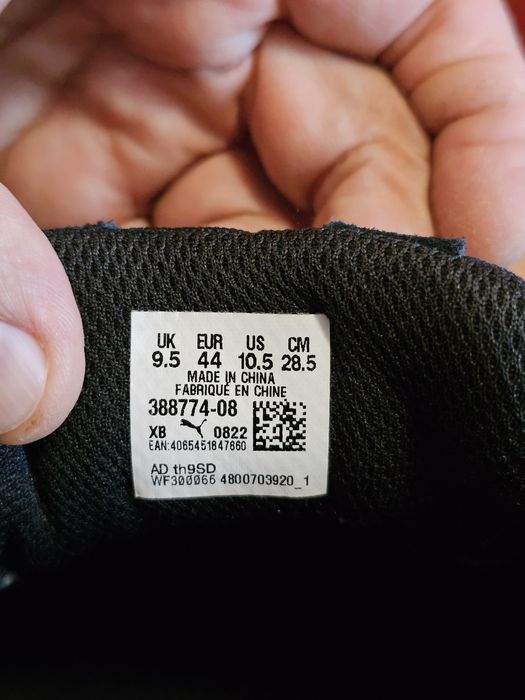 UK EUR US CM
9.5 44 10.5 28.5
MADE IN CHINA
FABRIQUÉ EN CHINE
388774-08
XB 0822
EAN:4065451847660
AD th9SD
WF300066 4800703920_1